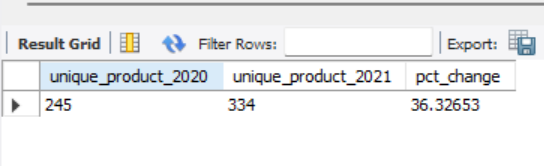 Result Grid Filter Rows: Export:
unique_product_2020 unique_product_2021 pct_change
245 334 36.32653